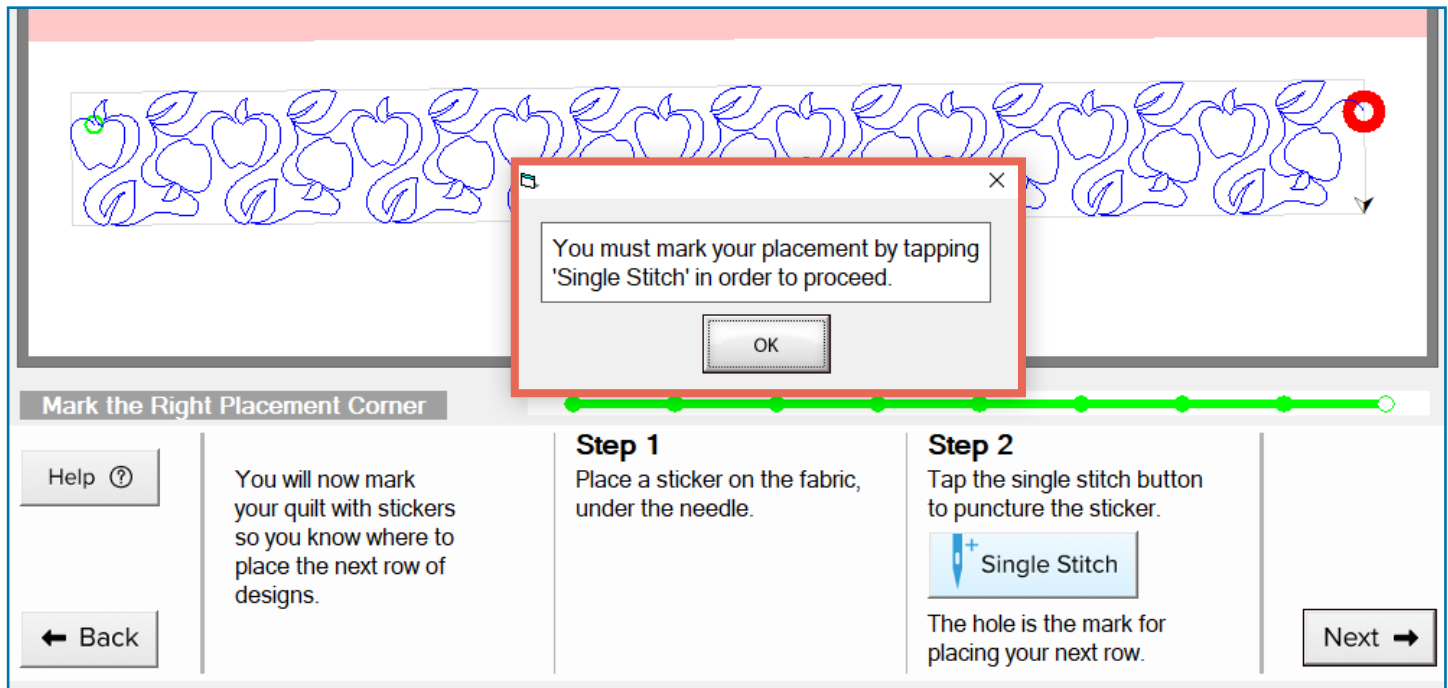 You must mark your placement by tapping
'Single Stitch' in order to proceed.
OK
Mark the Right Placement Corner
Help ?
← Back
You will now mark
your quilt with stickers
so you know where to
place the next row of
designs.
Step 1
Place a sticker on the fabric,
under the needle.
Step 2
Tap the single stitch button
to puncture the sticker.
Single Stitch
The hole is the mark for
placing your next row.
Next →